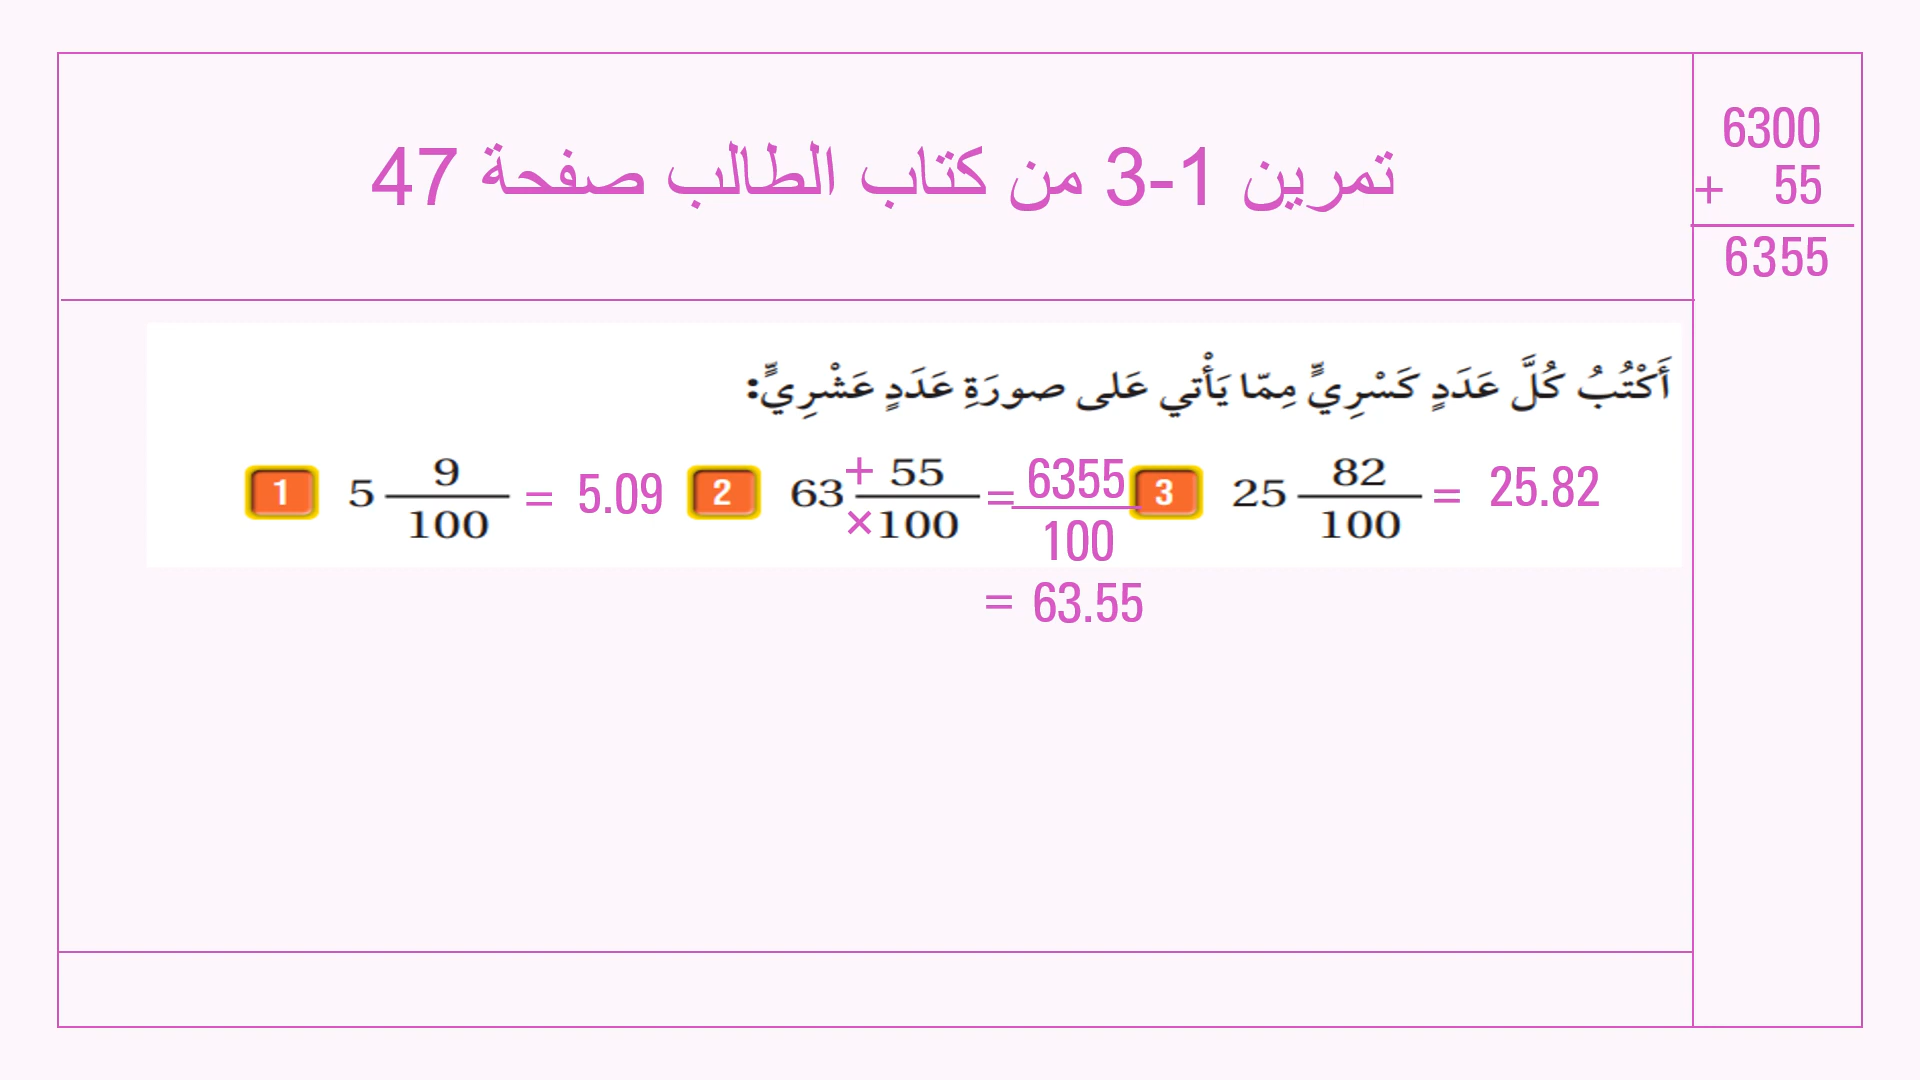 تمرين 1-3 من كتاب الطالب صفحة 47
6300
+ 55
6355
أَكْتُبُ كُلَّ عَدَدٍ كَسْرِيٍّ مِمّا يَأْتي عَلى صورَةِ عَدَدٍ عَشْرِيٍّ:
1 5 9/100 = 5.09
2 63 + × 55/100 = 6355/100
= 63.55
3 25 82/100 = 25.82